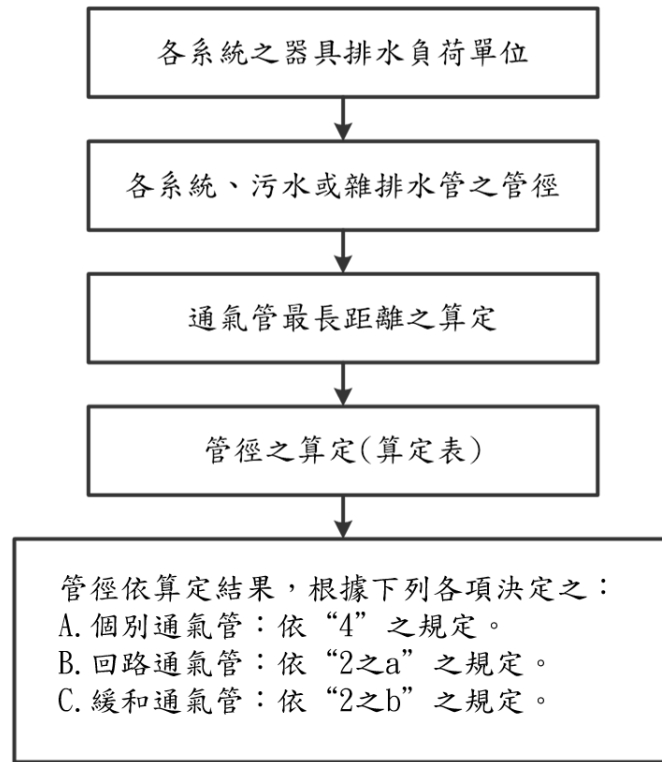 各系統之器具排水負荷單位
各系統、污水或雜排水管之管徑
通氣管最長距離之算定
管徑之算定(算定表)
管徑依算定結果，根據下列各項決定之：
A.個別通氣管：依“4”之規定。
B.回路通氣管：依“2之a”之規定。
C.緩和通氣管：依“2之b”之規定。